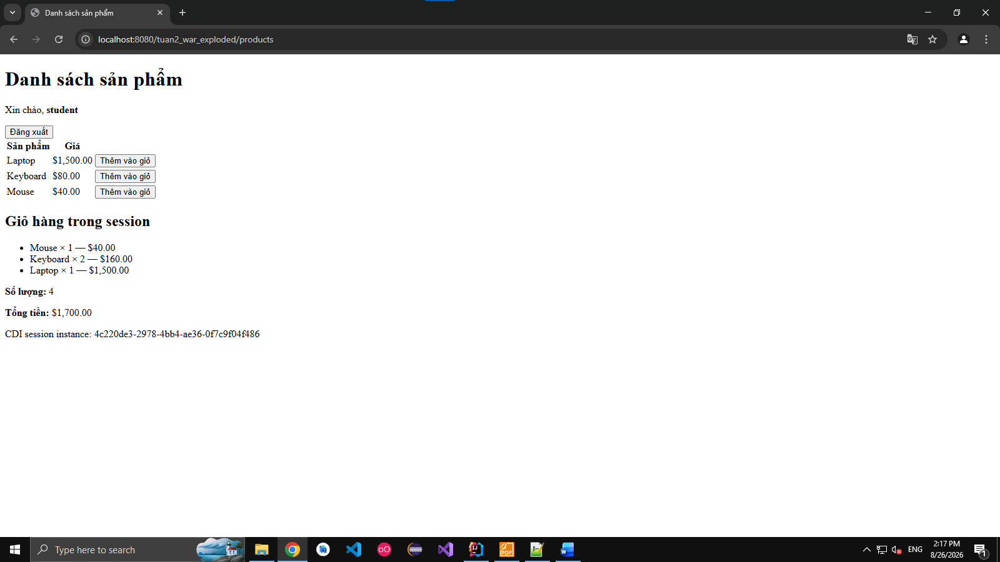 Danh sách sản phẩm
localhost:8080/tuan2_war_exploded/products
Danh sách sản phẩm
Xin chào, student
Đăng xuất
Sản phẩm Giá
Laptop $1,500.00 Thêm vào giỏ
Keyboard $80.00 Thêm vào giỏ
Mouse $40.00 Thêm vào giỏ
Giỏ hàng trong session
Mouse × 1 — $40.00
Keyboard × 2 — $160.00
Laptop × 1 — $1,500.00
Số lượng: 4
Tổng tiền: $1,700.00
CDI session instance: 4c220de3-2978-4bb4-ae36-0f7c9f04f486
Type here to search
ENG
2:17 PM
8/26/2026
1